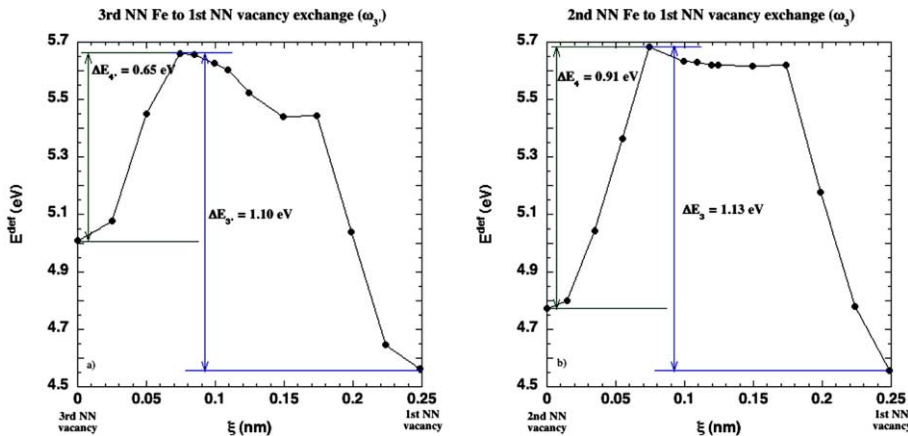 3rd NN Fe to 1st NN vacancy exchange (ω3')
5.7
5.5
5.3
5.1
4.9
4.7
4.5
E^def (eV)
ΔE4' = 0.65 eV
ΔE3' = 1.10 eV
a)
0 0.05 0.10 0.15 0.20 0.25
3rd NN
vacancy
ξ (nm)
1st NN
vacancy
2nd NN Fe to 1st NN vacancy exchange (ω3)
5.7
5.5
5.3
5.1
4.9
4.7
4.5
E^def (eV)
ΔE4 = 0.91 eV
ΔE3 = 1.13 eV
b)
0 0.05 0.10 0.15 0.20 0.25
2nd NN
vacancy
ξ (nm)
1st NN
vacancy